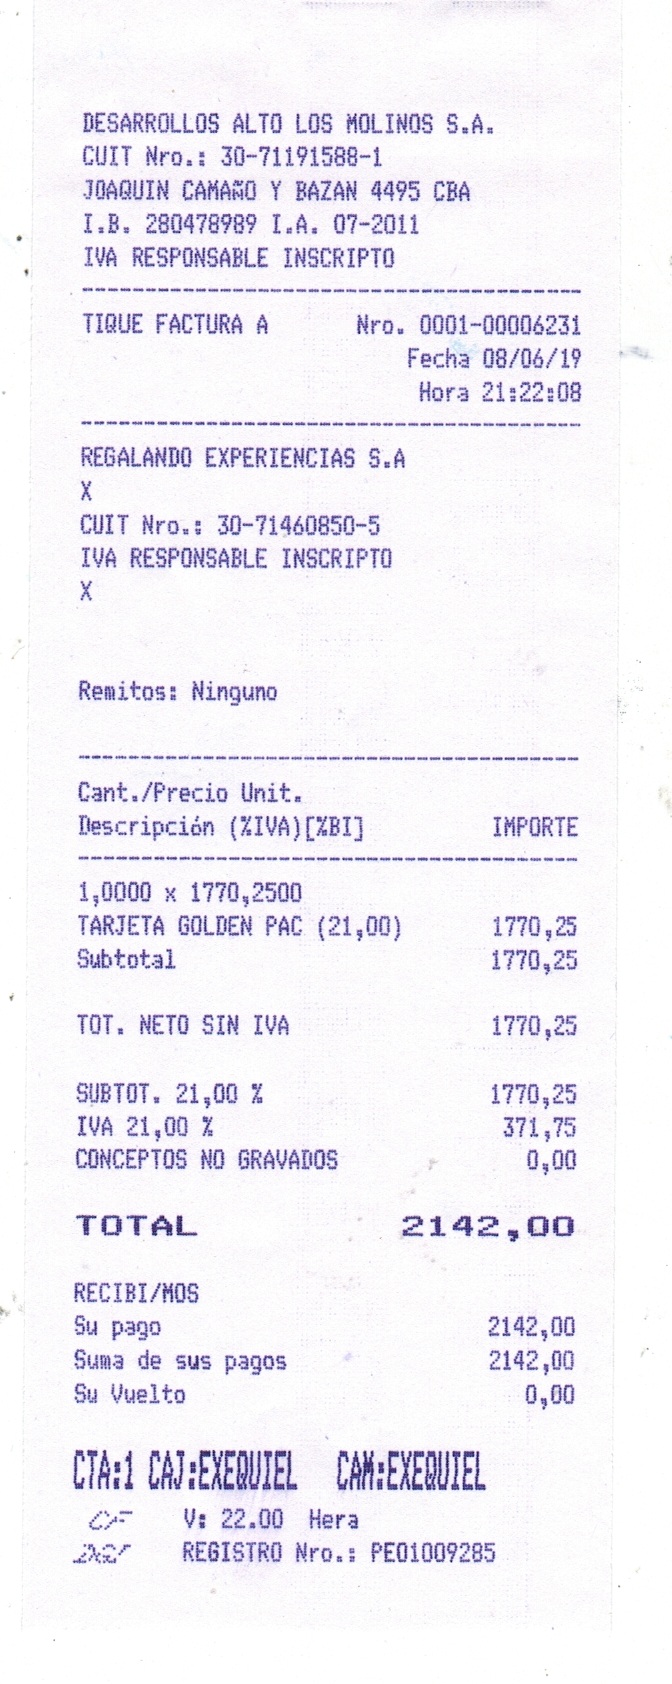 DESARROLLOS ALTO LOS MOLINOS S.A.
CUIT Nro.: 30-71191588-1
JOAQUIN CAMAÑO Y BAZAN 4495 CBA
I.B. 280478989 I.A. 07-2011
IVA RESPONSABLE INSCRIPTO
TIQUE FACTURA A Nro. 0001-00006231
Fecha 08/06/19
Hora 21:22:08
REGALANDO EXPERIENCIAS S.A
X
CUIT Nro.: 30-71460850-5
IVA RESPONSABLE INSCRIPTO
X
Remitos: Ninguno
Cant./Precio Unit.
Descripción (%IVA)[%BI] IMPORTE
1,0000 x 1770,2500
TARJETA GOLDEN PAC (21,00) 1770,25
Subtotal 1770,25
TOT. NETO SIN IVA 1770,25
SUBTOT. 21,00 % 1770,25
IVA 21,00 % 371,75
CONCEPTOS NO GRAVADOS 0,00
TOTAL 2142,00
RECIBI/MOS
Su pago 2142,00
Suma de sus pagos 2142,00
Su Vuelto 0,00
CTA:1 CAJ:EXEQUIEL CAM:EXEQUIEL
CF V: 22.00 Hera
DGI REGISTRO Nro.: PEO1009285